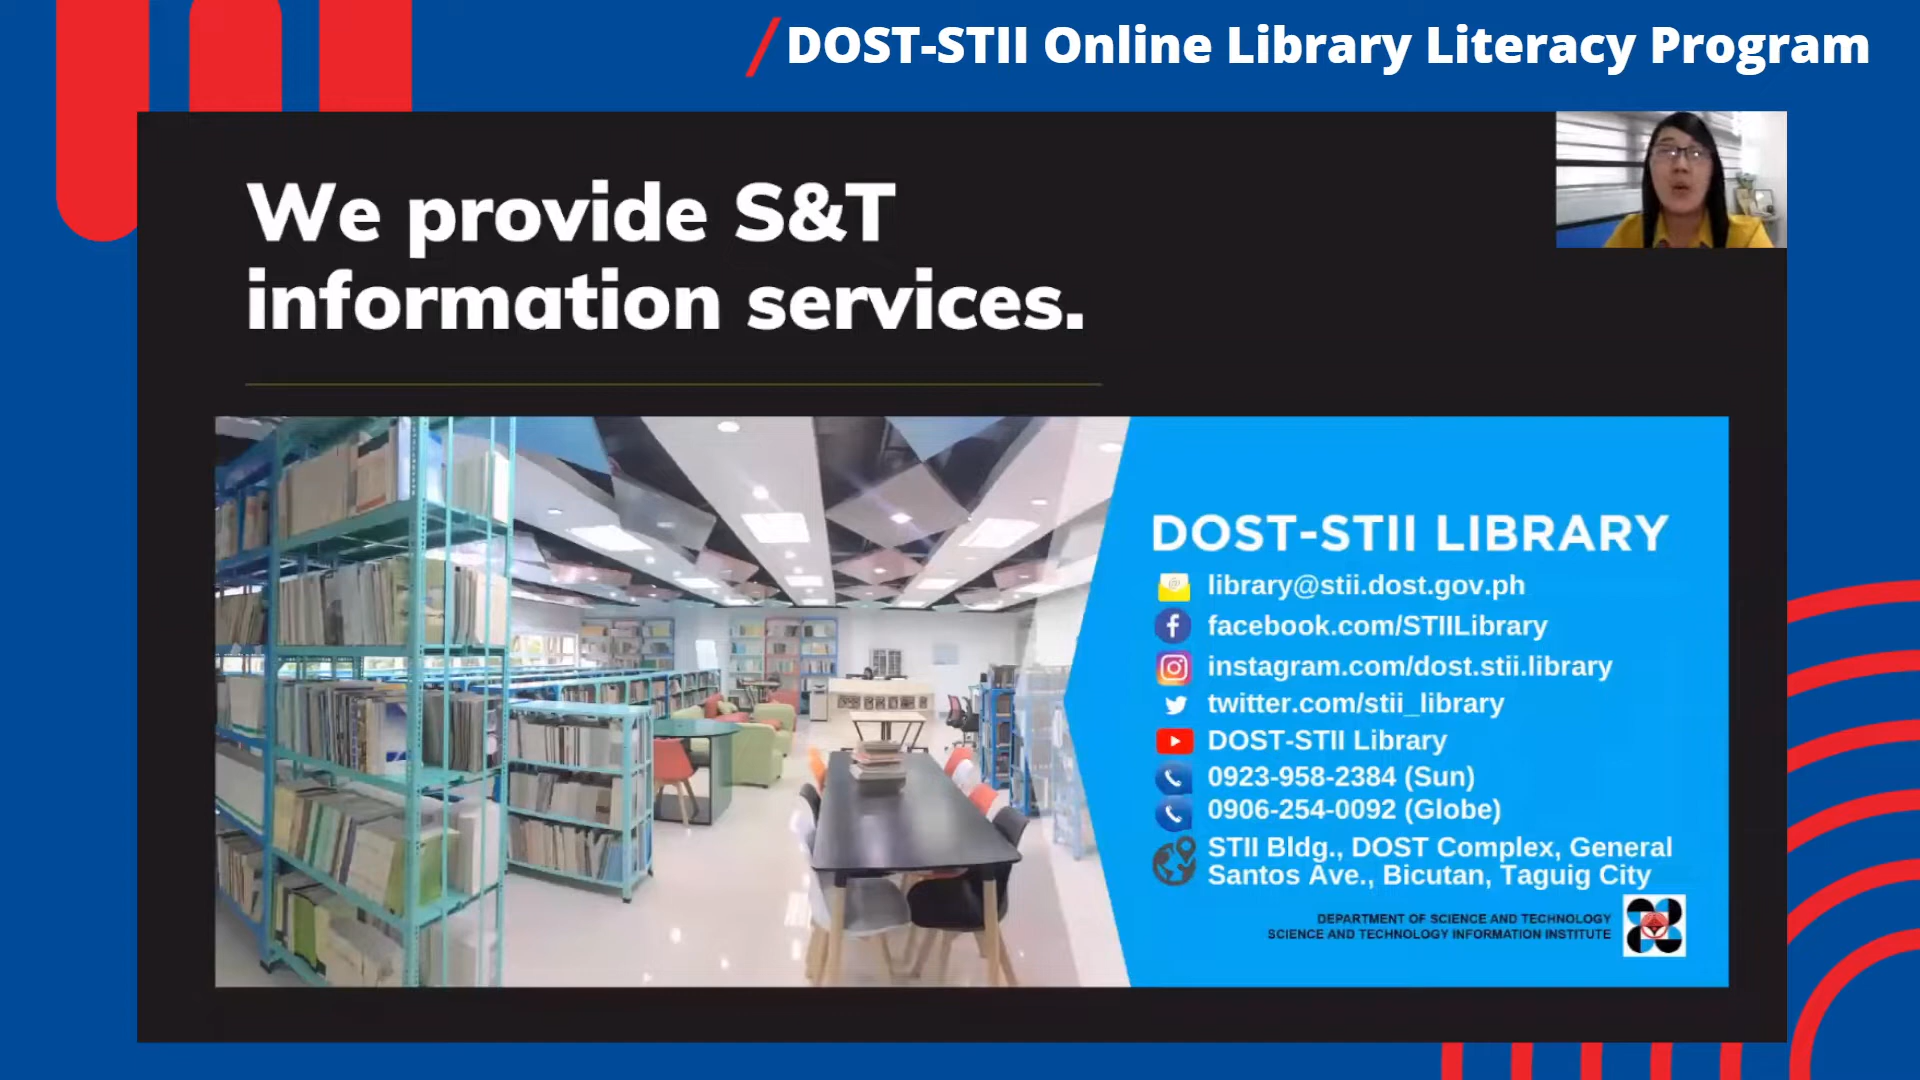 /DOST-STII Online Library Literacy Program
We provide S&T
information services.
DOST-STII LIBRARY
library@stii.dost.gov.ph
facebook.com/STIILibrary
instagram.com/dost.stii.library
twitter.com/stii_library
DOST-STII Library
0923-958-2384 (Sun)
0906-254-0092 (Globe)
STII Bldg., DOST Complex, General
Santos Ave., Bicutan, Taguig City
DEPARTMENT OF SCIENCE AND TECHNOLOGY
SCIENCE AND TECHNOLOGY INFORMATION INSTITUTE